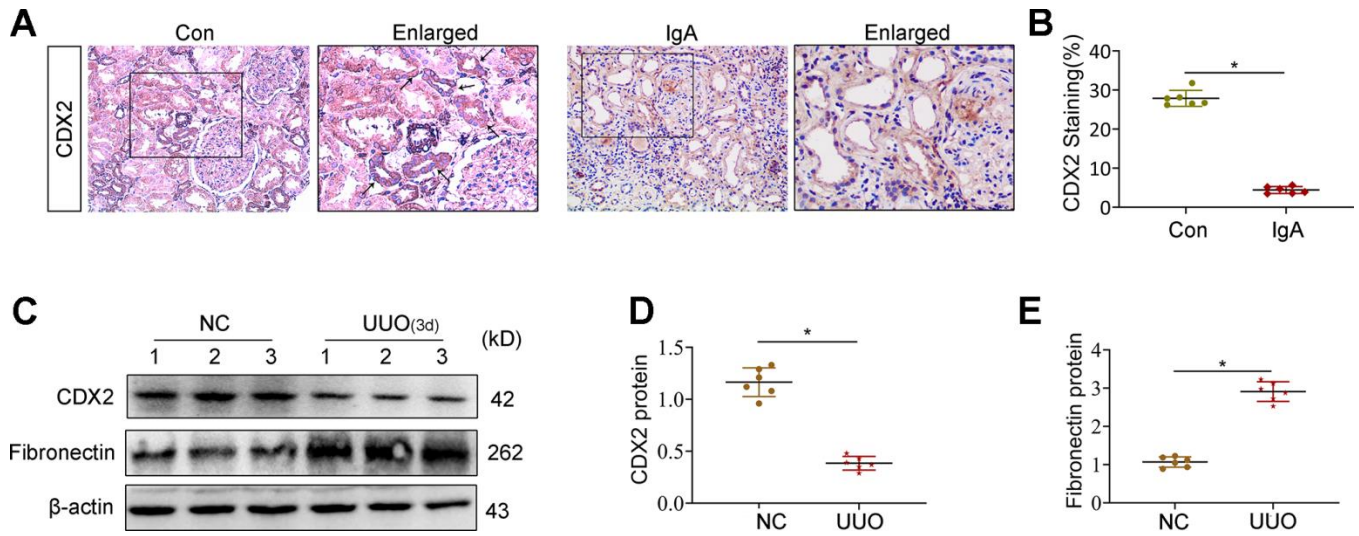 A
Con
Enlarged
IgA
Enlarged
CDX2
B
CDX2 Staining(%)
40
30
20
10
0
*
Con
IgA
C
NC
UUO(3d)
(kD)
1 2 3 1 2 3
CDX2
42
Fibronectin
262
β-actin
43
D
CDX2 protein
1.5
1.0
0.5
0.0
*
NC
UUO
E
Fibronectin protein
4
3
2
1
0
*
NC
UUO